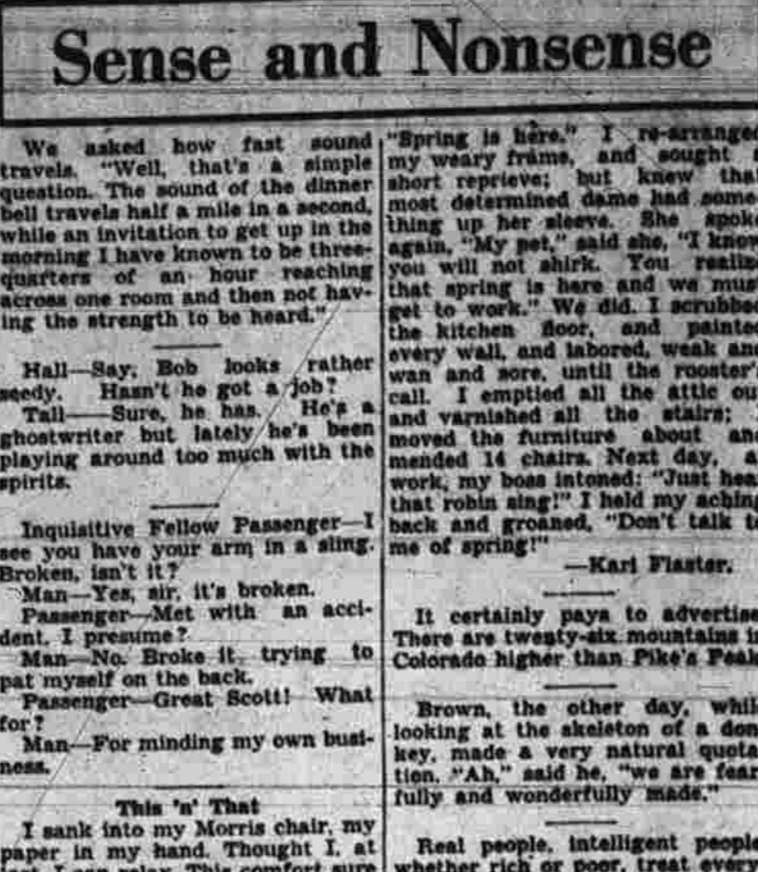 Sense and Nonsense
We asked how fast sound
travels. "Well, that's a simple
question. The sound of the dinner
bell travels half a mile in a second,
while an invitation to get up in the
morning I have known to be three-
quarters of an hour reaching
across one room and then not hav-
ing the strength to be heard."
Hall—Say, Bob looks rather
seedy. Hasn't he got a job?
Tall—Sure, he has. He's a
ghostwriter but lately he's been
playing around too much with the
spirits.
Inquisitive Fellow Passenger—I
see you have your arm in a sling.
Broken, isn't it?
Man—Yes, sir, it's broken.
Passenger—Met with an acci-
dent, I presume?
Man—No. Broke it trying to
pat myself on the back.
Passenger—Great Scott! What
for?
Man—For minding my own busi-
ness.
This 'n' That
I sank into my Morris chair, my
paper in my hand. Thought I, at
last I can relax. This comfort sure
"Spring is here." I re-arranged
my weary frame, and sought
short reprieve; but knew that
most determined dame had some-
thing up her sleeve. She spoke
again, "My pet," said she, "I know
you will not shirk. You realize
that spring is here and we must
get to work." We did. I scrubbed
the kitchen floor, and painted
every wall, and labored, weak and
wan and sore, until the rooster's
call. I emptied all the attic out
and varnished all the stairs;
moved the furniture about and
mended 14 chairs. Next day, at
work, my boss intoned: "Just hear
that robin sing!" I held my aching
back and groaned, "Don't talk to
me of spring!"
—Karl Flaster.
It certainly pays to advertise
There are twenty-six mountains in
Colorado higher than Pike's Peak
Brown, the other day, while
looking at the skeleton of a don-
key, made a very natural quota-
tion. "Ah," said he, "we are fear-
fully and wonderfully made."
Real people, intelligent people
whether rich or poor, treat every